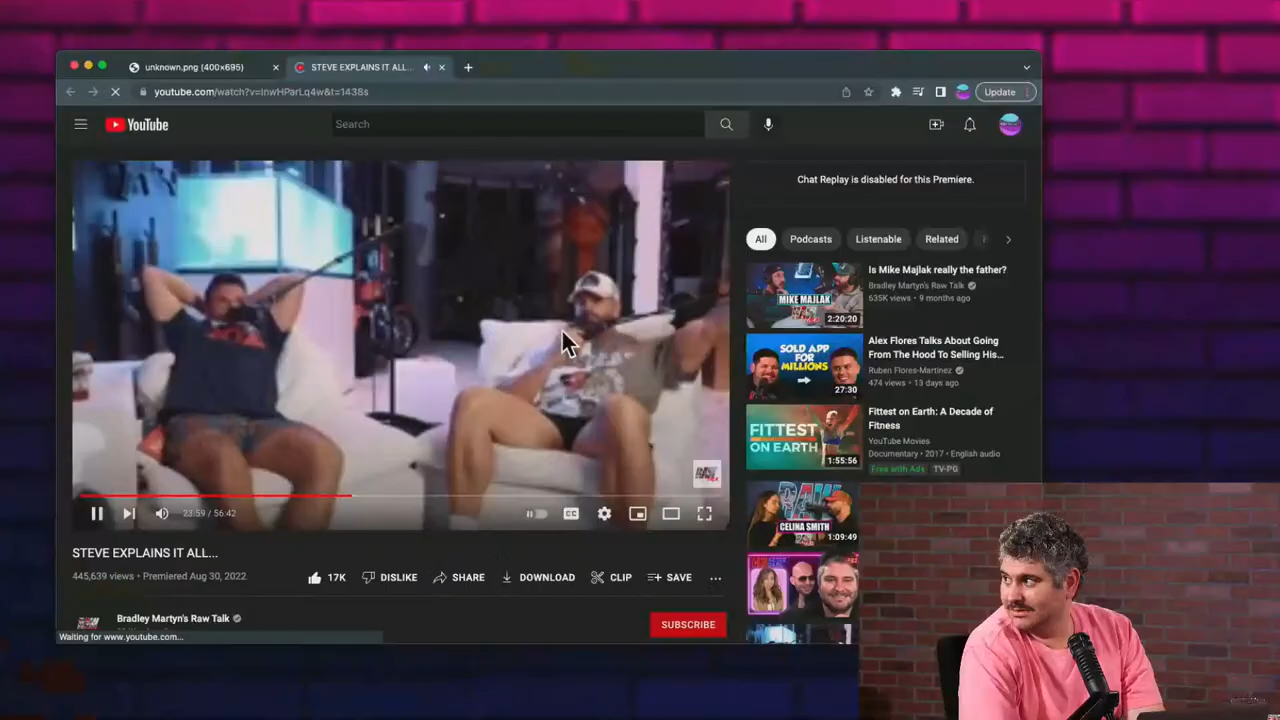 unknown.png (400×695)
STEVE EXPLAINS IT ALL...
youtube.com/watch?v=InwHParLq4w&t=1438s
Update
YouTube
Search
Chat Replay is disabled for this Premiere.
All
Podcasts
Listenable
Related
MIKE MAJLAK
2:20:20
Is Mike Majlak really the father?
Bradley Martyn's Raw Talk
635K views • 9 months ago
SOLD APP
FOR
MILLIONS
27:30
Alex Flores Talks About Going
From The Hood To Selling His...
Ruben Flores-Martinez
474 views • 13 days ago
FITTEST
ON EARTH
1:55:56
Fittest on Earth: A Decade of
Fitness
YouTube Movies
Documentary • 2017 • English audio
Free with Ads
TV-PG
RAW
CELINA SMITH
1:09:49
RAW
23:59 / 56:42
CC
STEVE EXPLAINS IT ALL...
445,639 views • Premiered Aug 30, 2022
17K
DISLIKE
SHARE
DOWNLOAD
CLIP
SAVE
Bradley Martyn's Raw Talk
SUBSCRIBE
Waiting for www.youtube.com...